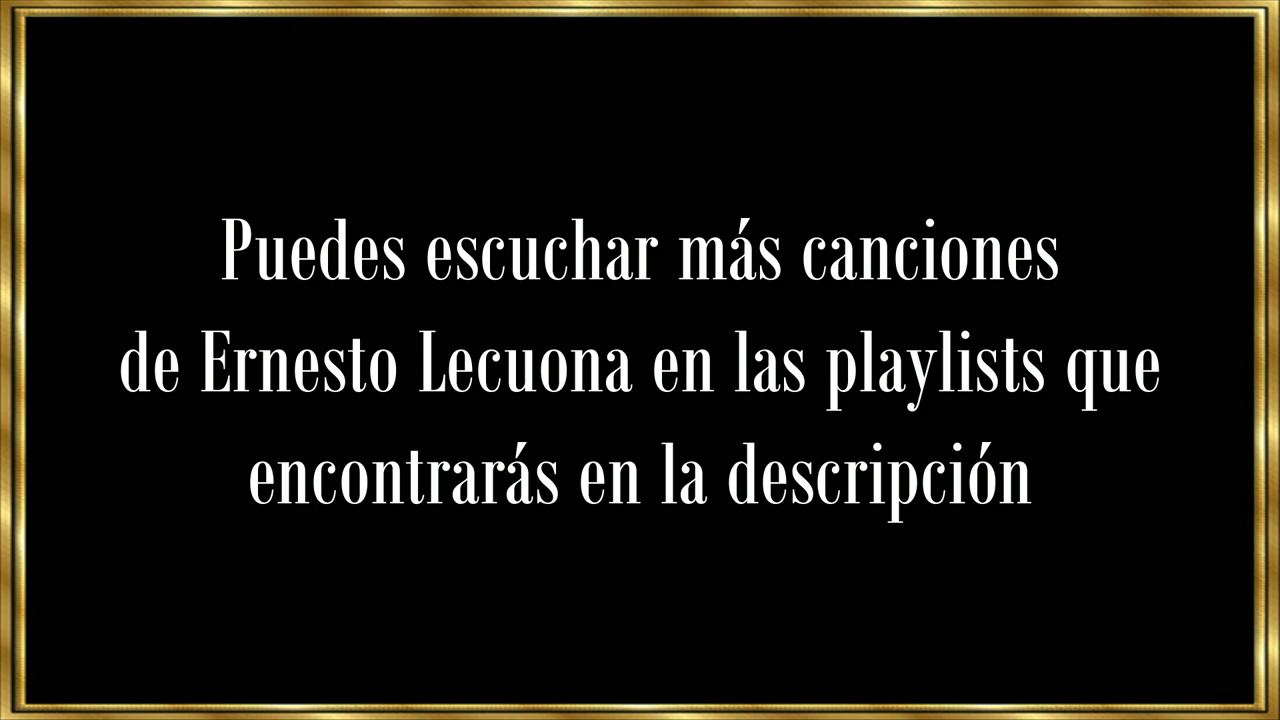 Puedes escuchar más canciones
de Ernesto Lecuona en las playlists que
encontrarás en la descripción